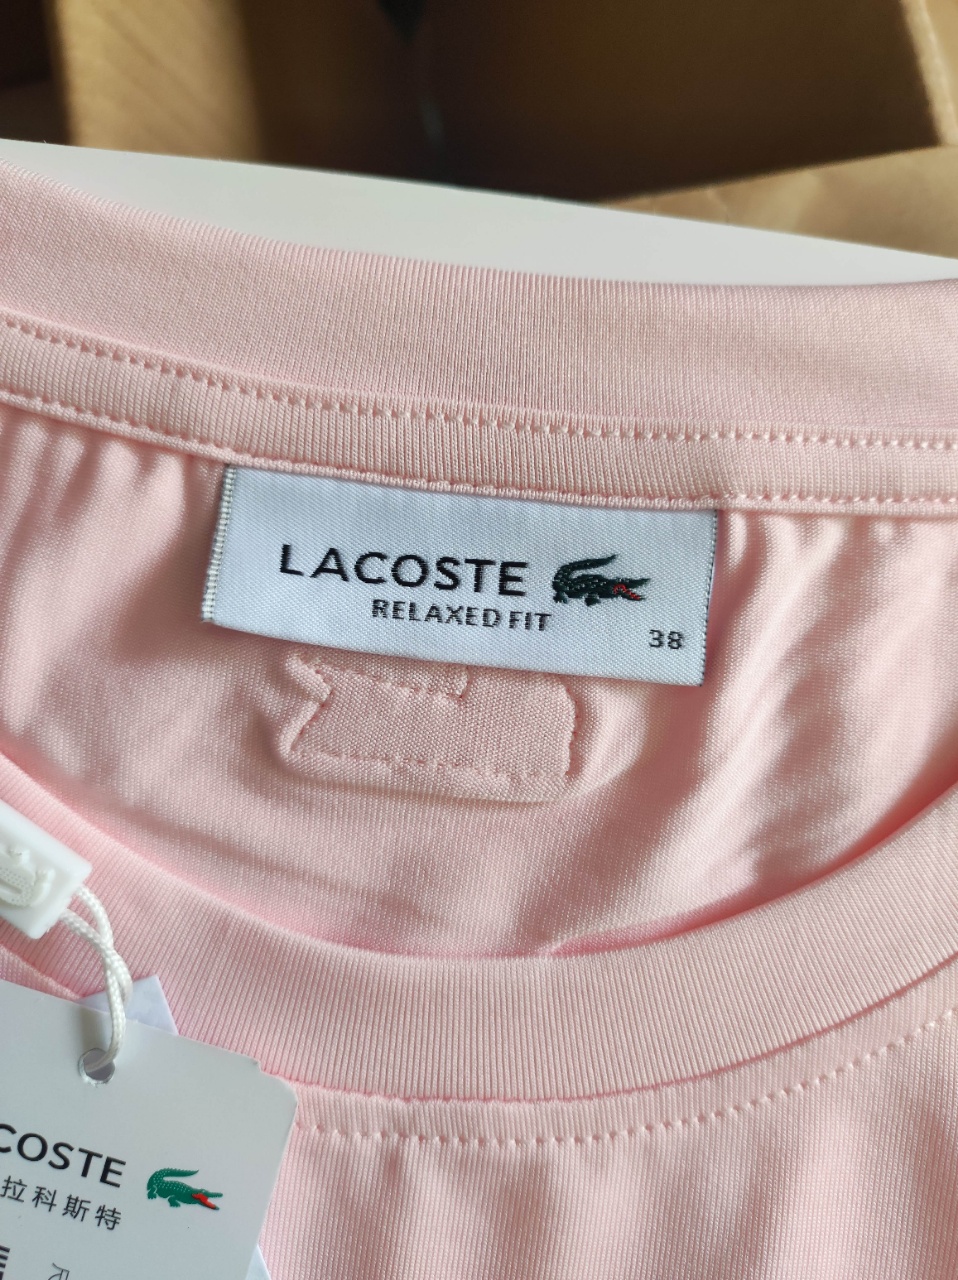 LACOSTE
RELAXED FIT
38
COSTE
拉科斯特